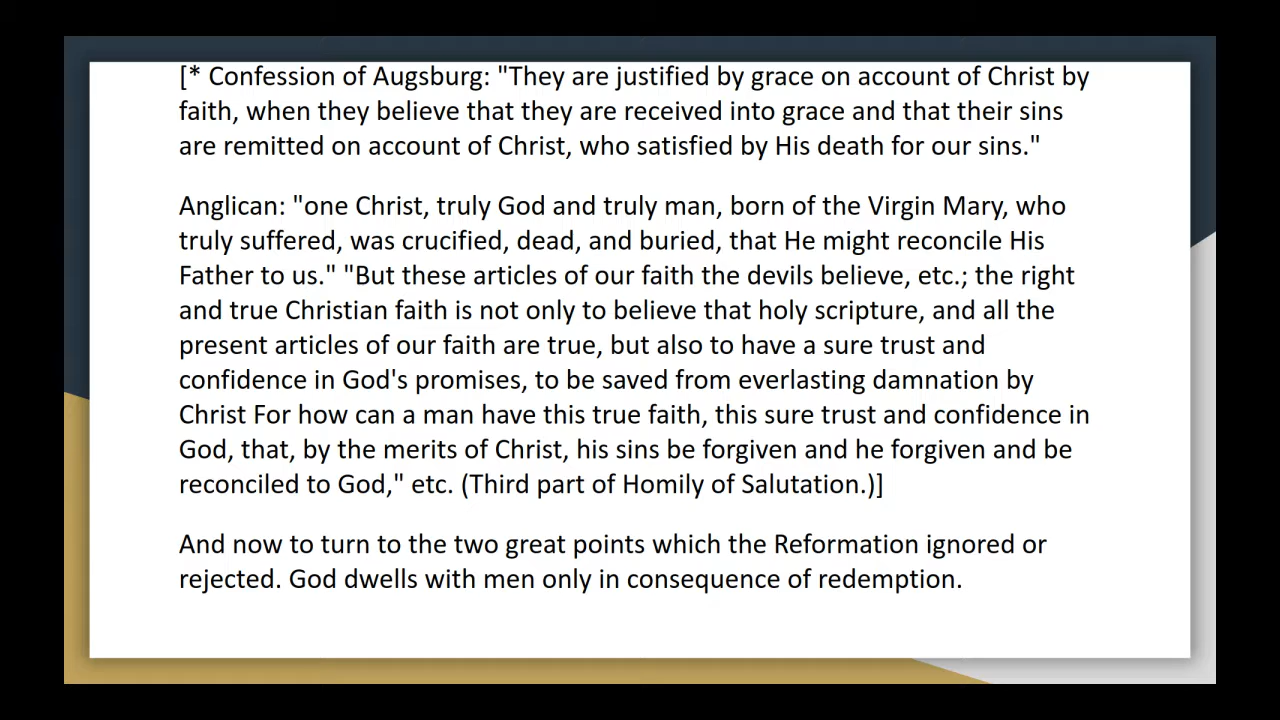 [* Confession of Augsburg: "They are justified by grace on account of Christ by
faith, when they believe that they are received into grace and that their sins
are remitted on account of Christ, who satisfied by His death for our sins."
Anglican: "one Christ, truly God and truly man, born of the Virgin Mary, who
truly suffered, was crucified, dead, and buried, that He might reconcile His
Father to us." "But these articles of our faith the devils believe, etc.; the right
and true Christian faith is not only to believe that holy scripture, and all the
present articles of our faith are true, but also to have a sure trust and
confidence in God's promises, to be saved from everlasting damnation by
Christ For how can a man have this true faith, this sure trust and confidence in
God, that, by the merits of Christ, his sins be forgiven and he forgiven and be
reconciled to God," etc. (Third part of Homily of Salutation.)]
And now to turn to the two great points which the Reformation ignored or
rejected. God dwells with men only in consequence of redemption.